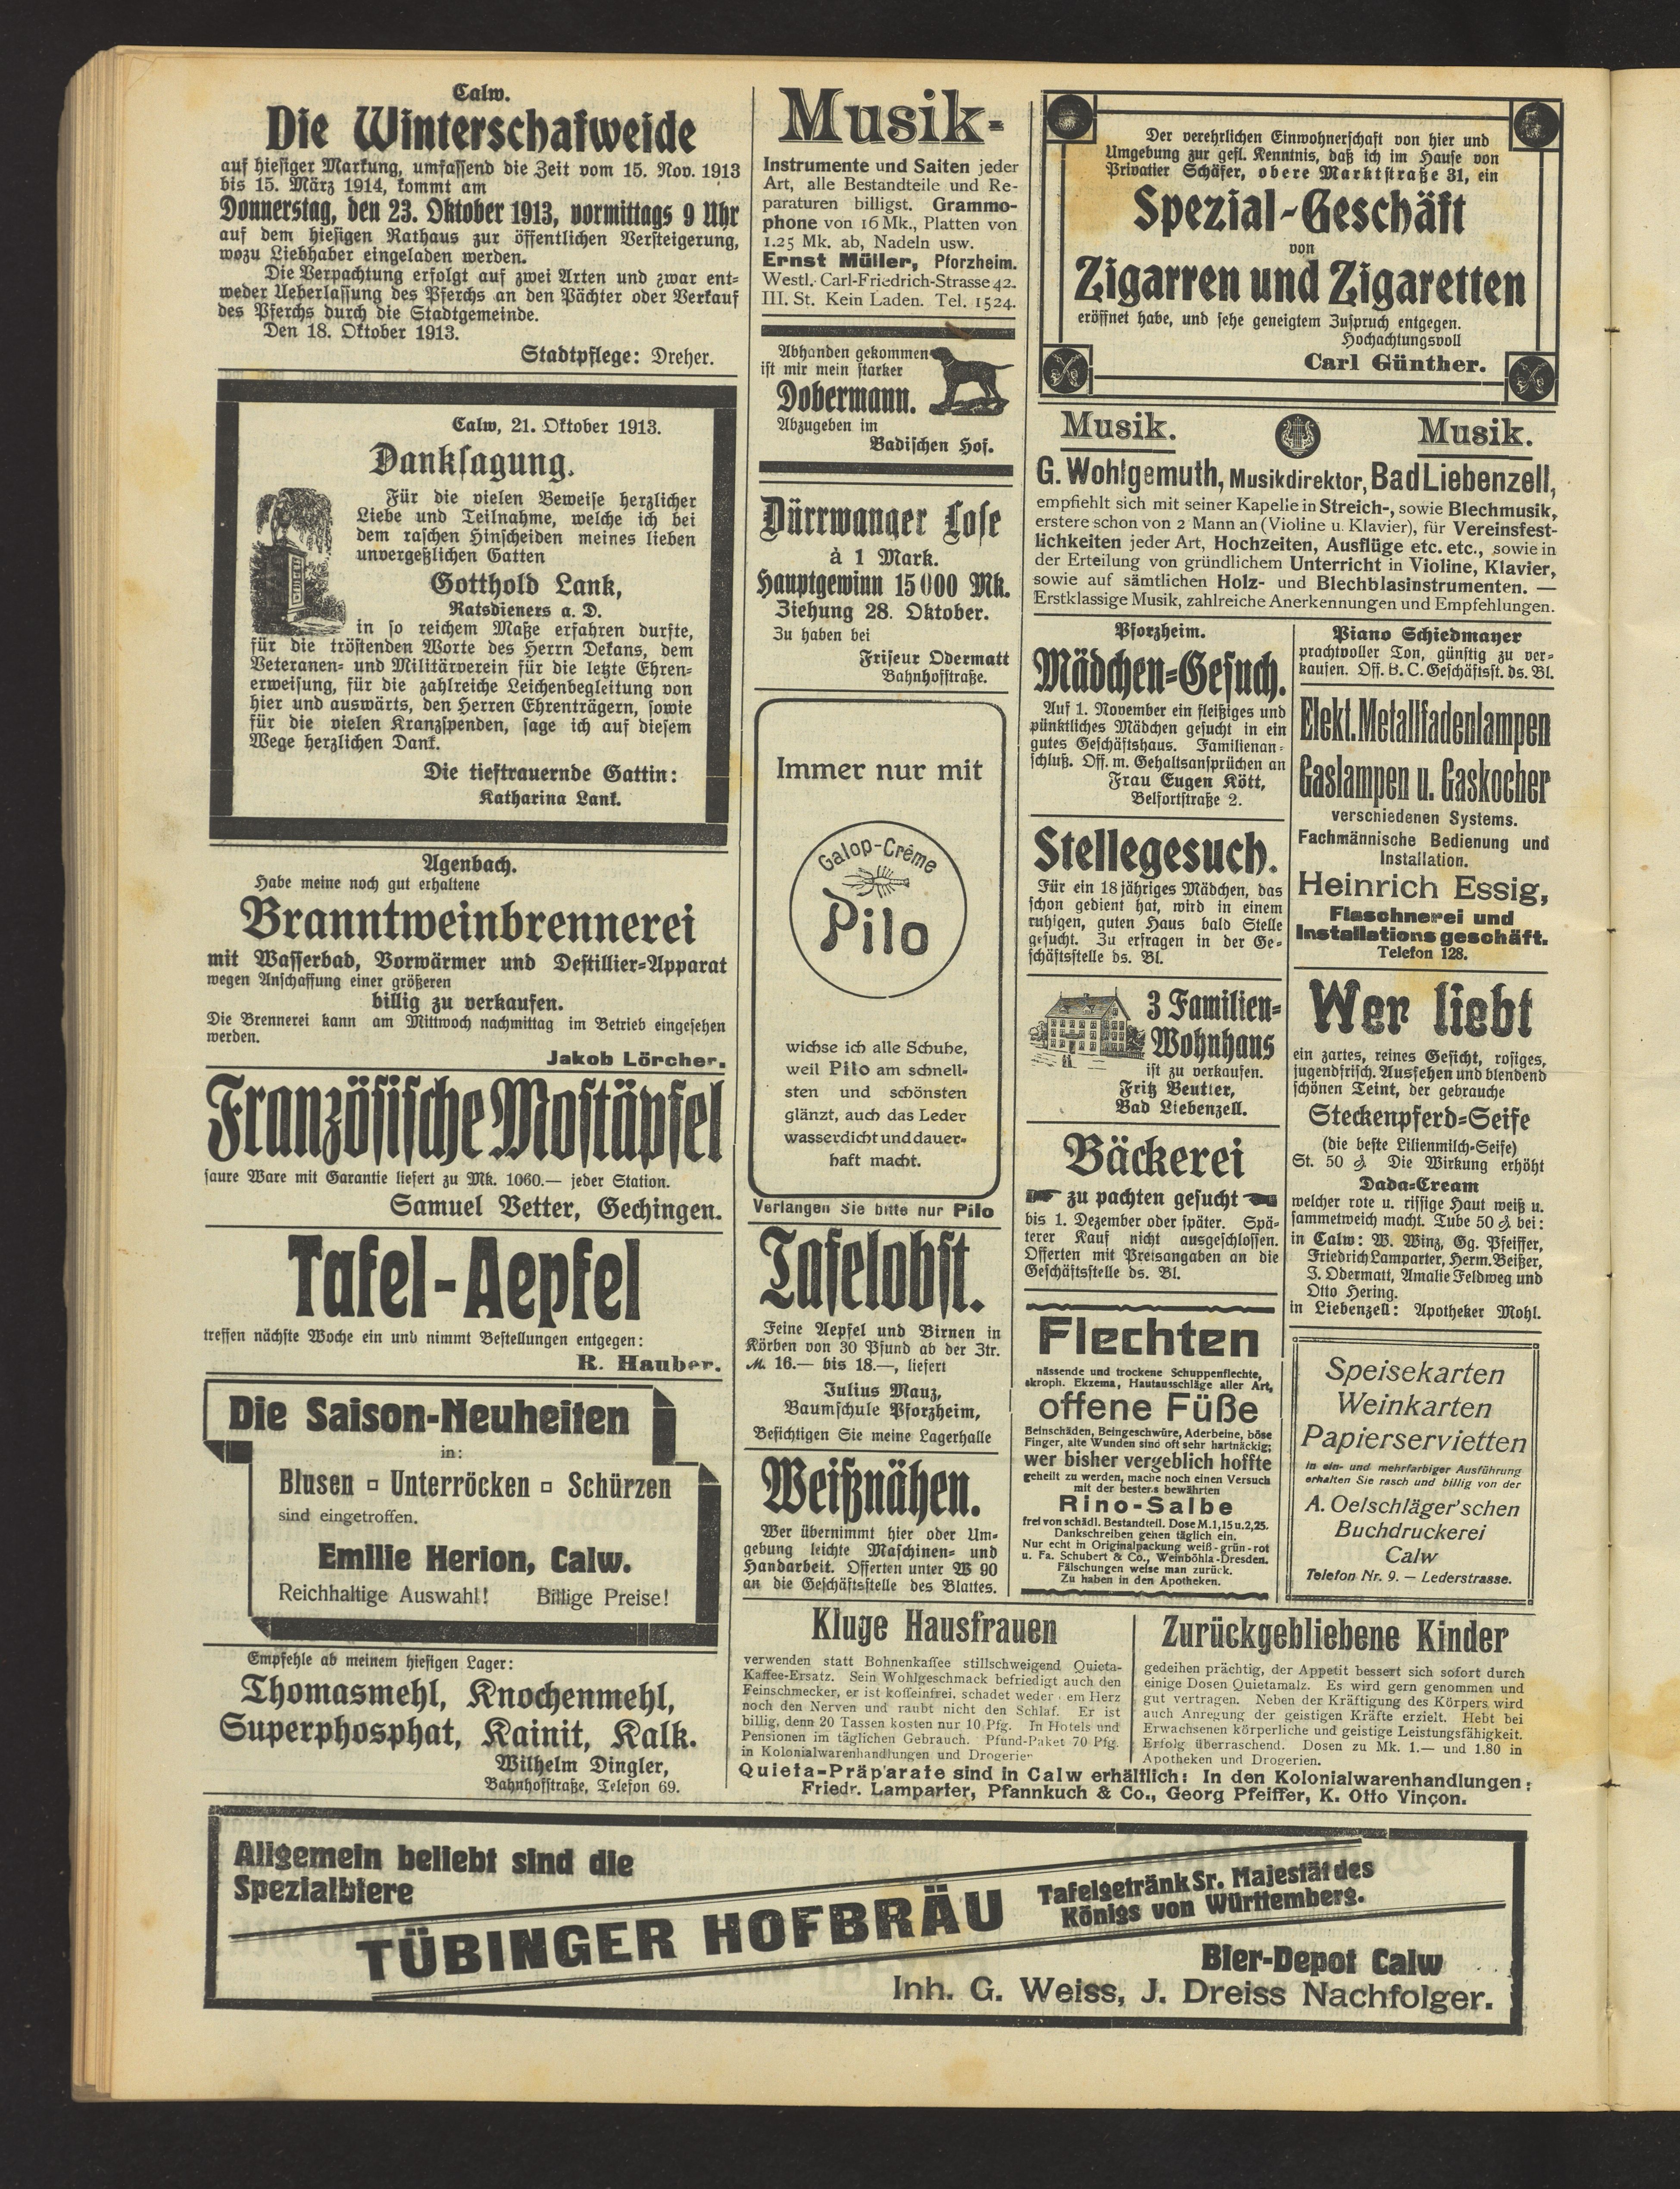 Calw.
Die Winterschafweide
auf hiesiger Markung, umfassend die Zeit vom 15. Nov. 1913
bis 15. März 1914, kommt am
Donnerstag, den 23. Oktober 1913, vormittags 9 Uhr
auf dem hiesigen Rathaus zur öffentlichen Versteigerung,
wozu Liebhaber eingeladen werden.
Die Verpachtung erfolgt auf zwei Arten und zwar ent-
weder Ueberlassung des Pferchs an den Pächter oder Verkauf
des Pferchs durch die Stadtgemeinde.
Den 18. Oktober 1913.
Stadtpflege: Dreher.
Calw, 21. Oktober 1913.
Danksagung.
Für die vielen Beweise herzlicher
Liebe und Teilnahme, welche ich bei
dem raschen Hinscheiden meines lieben
unvergeßlichen Gatten
Gotthold Lank,
Ratsdieners a. D.
in so reichem Maße erfahren durfte,
für die tröstenden Worte des Herrn Dekans, dem
Veteranen- und Militärverein für die letzte Ehren-
erweisung, für die zahlreiche Leichenbegleitung von
hier und auswärts, den Herren Ehrenträgern, sowie
für die vielen Kranzspenden, sage ich auf diesem
Wege herzlichen Dank.
Die tieftrauernde Gattin:
Katharina Lank.
Agenbach.
Habe meine noch gut erhaltene
Branntweinbrennerei
mit Wasserbad, Vorwärmer und Destillier-Apparat
wegen Anschaffung einer größeren
billig zu verkaufen.
Die Brennerei kann am Mittwoch nachmittag im Betrieb eingesehen
werden.
Jakob Lörcher.
Französische Mostäpfel
saure Ware mit Garantie liefert zu Mk. 1060.— jeder Station.
Samuel Vetter, Gechingen.
Tafel-Aepfel
treffen nächste Woche ein und nimmt Bestellungen entgegen:
R. Hauber.
Die Saison-Neuheiten
in:
Blusen ▫ Unterröcken ▫ Schürzen
sind eingetroffen.
Emilie Herion, Calw.
Reichhaltige Auswahl! Billige Preise!
Empfehle ab meinem hiesigen Lager:
Thomasmehl, Knochenmehl,
Superphosphat, Kainit, Kalk.
Wilhelm Dingler,
Bahnhofstraße, Telefon 69.
Musik-
Instrumente und Saiten jeder
Art, alle Bestandteile und Re-
paraturen billigst. Grammo-
phone von 16 Mk., Platten von
1.25 Mk. ab, Nadeln usw.
Ernst Müller, Pforzheim.
Westl. Carl-Friedrich-Strasse 42.
III. St. Kein Laden. Tel. 1524.
Abhanden gekommen
ist mir mein starker
Dobermann.
Abzugeben im
Badischen Hof.
Dürrwanger Lose
à 1 Mark.
Hauptgewinn 15000 Mk.
Ziehung 28. Oktober.
Zu haben bei
Friseur Odermatt
Bahnhofstraße.
Immer nur mit
Galop-Crême
Pilo
wichse ich alle Schuhe,
weil Pilo am schnell-
sten und schönsten
glänzt, auch das Leder
wasserdicht und dauer-
haft macht.
Verlangen Sie bitte nur Pilo
Tafelobst.
Feine Aepfel und Birnen in
Körben von 30 Pfund ab der Ztr.
M. 16.— bis 18.—, liefert
Julius Mauz,
Baumschule Pforzheim,
Besichtigen Sie meine Lagerhalle
Weißnähen.
Wer übernimmt hier oder Um-
gebung leichte Maschinen- und
Handarbeit. Offerten unter W 90
an die Geschäftsstelle des Blattes.
Der verehrlichen Einwohnerschaft von hier und
Umgebung zur gefl. Kenntnis, daß ich im Hause von
Privatier Schäfer, obere Marktstraße 31, ein
Spezial-Geschäft
von
Zigarren und Zigaretten
eröffnet habe, und sehe geneigtem Zuspruch entgegen.
Hochachtungsvoll
Carl Günther.
Musik. Musik.
G. Wohlgemuth, Musikdirektor, Bad Liebenzell,
empfiehlt sich mit seiner Kapelle in Streich-, sowie Blechmusik,
erstere schon von 2 Mann an (Violine u. Klavier), für Vereinsfest-
lichkeiten jeder Art, Hochzeiten, Ausflüge etc. etc., sowie in
der Erteilung von gründlichem Unterricht in Violine, Klavier,
sowie auf sämtlichen Holz- und Blechblasinstrumenten. —
Erstklassige Musik, zahlreiche Anerkennungen und Empfehlungen.
Pforzheim.
Mädchen-Gesuch.
Auf 1. November ein fleißiges und
pünktliches Mädchen gesucht in ein
gutes Geschäftshaus. Familienan-
schluß. Off. m. Gehaltsansprüchen an
Frau Eugen Kött,
Belfortstraße 2.
Stellegesuch.
Für ein 18 jähriges Mädchen, das
schon gedient hat, wird in einem
ruhigen, guten Haus bald Stelle
gesucht. Zu erfragen in der Ge-
schäftsstelle ds. Bl.
3 Familien-
Wohnhaus
ist zu verkaufen.
Fritz Beutter,
Bad Liebenzell.
Bäckerei
zu pachten gesucht
bis 1. Dezember oder später. Spä-
terer Kauf nicht ausgeschlossen.
Offerten mit Preisangaben an die
Geschäftsstelle ds. Bl.
Flechten
nässende und trockene Schuppenflechte,
skroph. Ekzema, Hautausschläge aller Art,
offene Füße
Beinschäden, Beingeschwüre, Aderbeine, böse
Finger, alte Wunden sind oft sehr hartnäckig;
wer bisher vergeblich hoffte
geheilt zu werden, mache noch einen Versuch
mit der bestens bewährten
Rino-Salbe
frei von schädl. Bestandteil. Dose M. 1,15 u. 2,25.
Dankschreiben gehen täglich ein.
Nur echt in Originalpackung weiß-grün-rot
u. Fa. Schubert & Co., Weinböhla-Dresden.
Fälschungen weise man zurück.
Zu haben in den Apotheken.
Piano Schiedmayer
prachtvoller Ton, günstig zu ver-
kaufen. Off. B. C. Geschäftsst. ds. Bl.
Elekt. Metallfadenlampen
Gaslampen u. Gaskocher
verschiedenen Systems.
Fachmännische Bedienung und
Installation.
Heinrich Essig,
Flaschnerei und
Installationsgeschäft.
Telefon 128.
Wer liebt
ein zartes, reines Gesicht, rosiges,
jugendfrisch. Aussehen und blendend
schönen Teint, der gebrauche
Steckenpferd-Seife
(die beste Lilienmilch-Seife)
St. 50 ₰ Die Wirkung erhöht
Dada-Cream
welcher rote u. rissige Haut weiß u.
sammetweich macht. Tube 50 ₰ bei:
in Calw: W. Winz, Gg. Pfeiffer,
Friedrich Lamparter, Herm. Beißer,
J. Odermatt, Amalie Feldweg und
Otto Hering.
in Liebenzell: Apotheker Mohl.
Speisekarten
Weinkarten
Papierservietten
in ein- und mehrfarbiger Ausführung
erhalten Sie rasch und billig von der
A. Oelschläger'schen
Buchdruckerei
Calw
Telefon Nr. 9. — Lederstrasse.
Kluge Hausfrauen
verwenden statt Bohnenkaffee stillschweigend Quieta-
Kaffee-Ersatz. Sein Wohlgeschmack befriedigt auch den
Feinschmecker, er ist koffeinfrei, schadet weder em Herz
noch den Nerven und raubt nicht den Schlaf. Er ist
billig, denn 20 Tassen kosten nur 10 Pfg. In Hotels und
Pensionen im täglichen Gebrauch. Pfund-Paket 70 Pfg.
in Kolonialwarenhandlungen und Drogerien
Zurückgebliebene Kinder
gedeihen prächtig, der Appetit bessert sich sofort durch
einige Dosen Quietamalz. Es wird gern genommen und
gut vertragen. Neben der Kräftigung des Körpers wird
auch Anregung der geistigen Kräfte erzielt. Hebt bei
Erwachsenen körperliche und geistige Leistungsfähigkeit.
Erfolg überraschend. Dosen zu Mk. 1.— und 1.80 in
Apotheken und Drogerien.
Quieta-Präparate sind in Calw erhältlich: In den Kolonialwarenhandlungen:
Friedr. Lamparter, Pfannkuch & Co., Georg Pfeiffer, K. Otto Vinçon.
Allgemein beliebt sind die
Spezialbiere
TÜBINGER HOFBRÄU
Tafelgetränk Sr. Majestät des
Königs von Württemberg.
Bier-Depot Calw
Inh. G. Weiss, J. Dreiss Nachfolger.